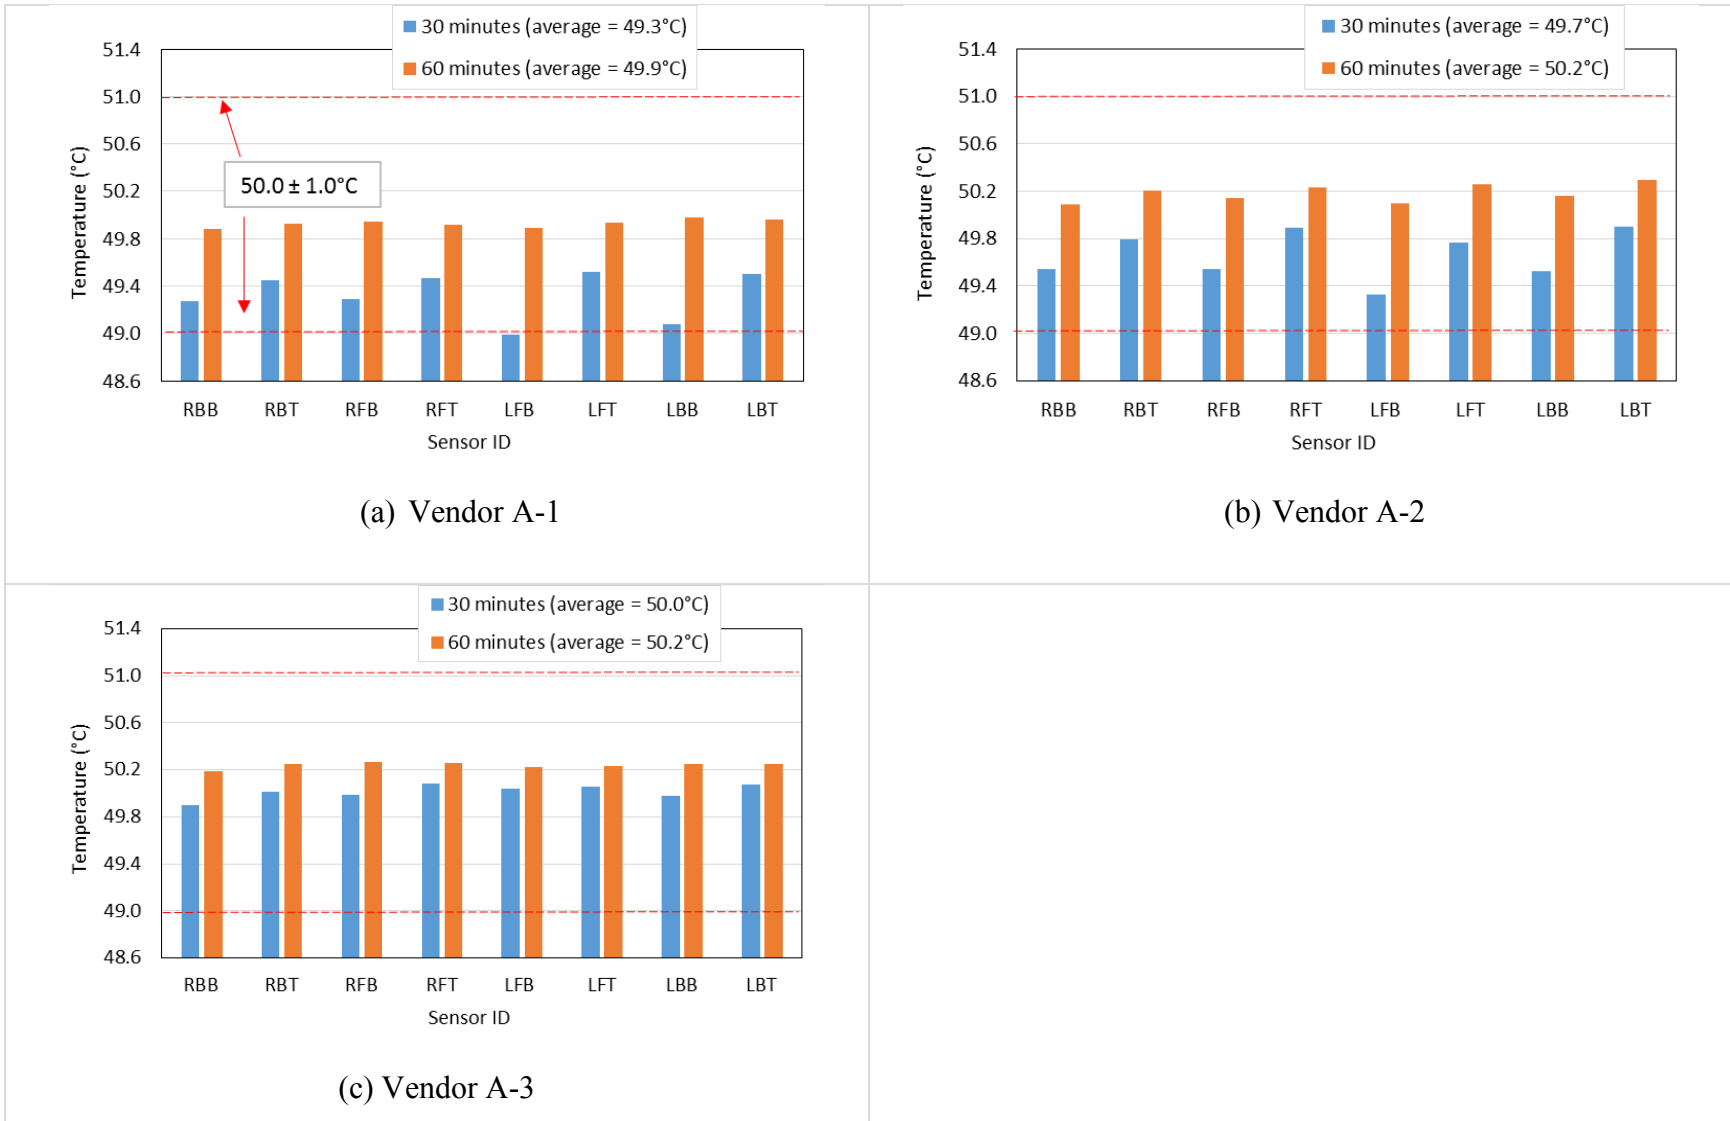 30 minutes (average = 49.3°C)
60 minutes (average = 49.9°C)
51.4
51.0
50.6
50.2
49.8
49.4
49.0
48.6
Temperature (°C)
50.0 ± 1.0°C
RBB RBT RFB RFT LFB LFT LBB LBT
Sensor ID
(a) Vendor A-1
30 minutes (average = 49.7°C)
60 minutes (average = 50.2°C)
51.4
51.0
50.6
50.2
49.8
49.4
49.0
48.6
Temperature (°C)
RBB RBT RFB RFT LFB LFT LBB LBT
Sensor ID
(b) Vendor A-2
30 minutes (average = 50.0°C)
60 minutes (average = 50.2°C)
51.4
51.0
50.6
50.2
49.8
49.4
49.0
48.6
Temperature (°C)
RBB RBT RFB RFT LFB LFT LBB LBT
Sensor ID
(c) Vendor A-3